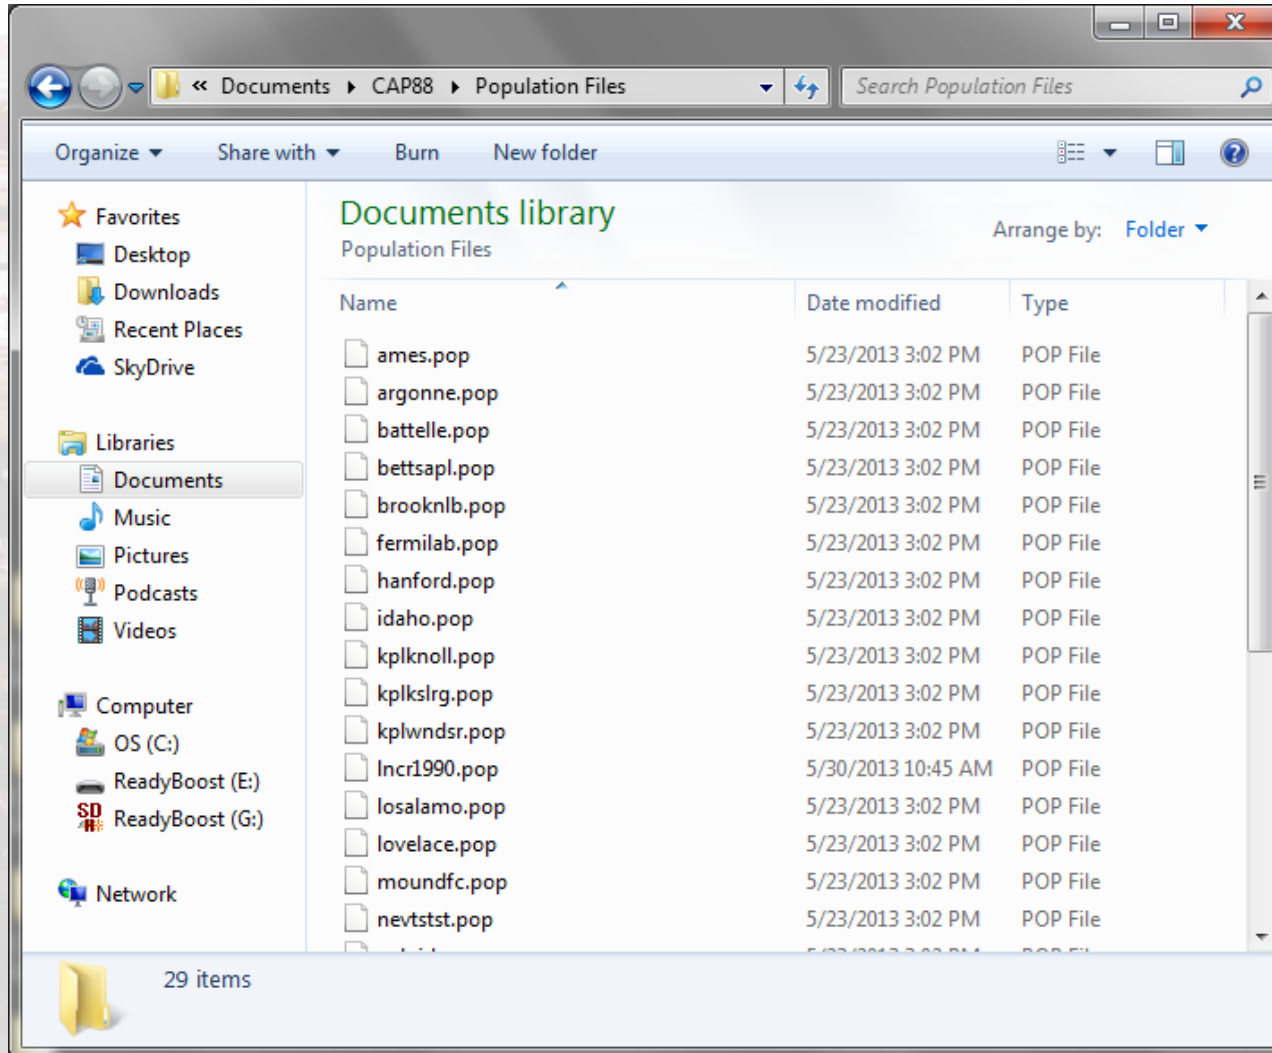 « Documents ▸ CAP88 ▸ Population Files
Search Population Files
Organize Share with Burn New folder
Favorites
Desktop
Downloads
Recent Places
SkyDrive
Libraries
Documents
Music
Pictures
Podcasts
Videos
Computer
OS (C:)
ReadyBoost (E:)
ReadyBoost (G:)
Network
Documents library
Population Files
Arrange by: Folder
Name Date modified Type
ames.pop 5/23/2013 3:02 PM POP File
argonne.pop 5/23/2013 3:02 PM POP File
battelle.pop 5/23/2013 3:02 PM POP File
bettsapl.pop 5/23/2013 3:02 PM POP File
brooknlb.pop 5/23/2013 3:02 PM POP File
fermilab.pop 5/23/2013 3:02 PM POP File
hanford.pop 5/23/2013 3:02 PM POP File
idaho.pop 5/23/2013 3:02 PM POP File
kplknoll.pop 5/23/2013 3:02 PM POP File
kplkslrg.pop 5/23/2013 3:02 PM POP File
kplwndsr.pop 5/23/2013 3:02 PM POP File
lncr1990.pop 5/30/2013 10:45 AM POP File
losalamo.pop 5/23/2013 3:02 PM POP File
lovelace.pop 5/23/2013 3:02 PM POP File
moundfc.pop 5/23/2013 3:02 PM POP File
nevtstst.pop 5/23/2013 3:02 PM POP File
29 items